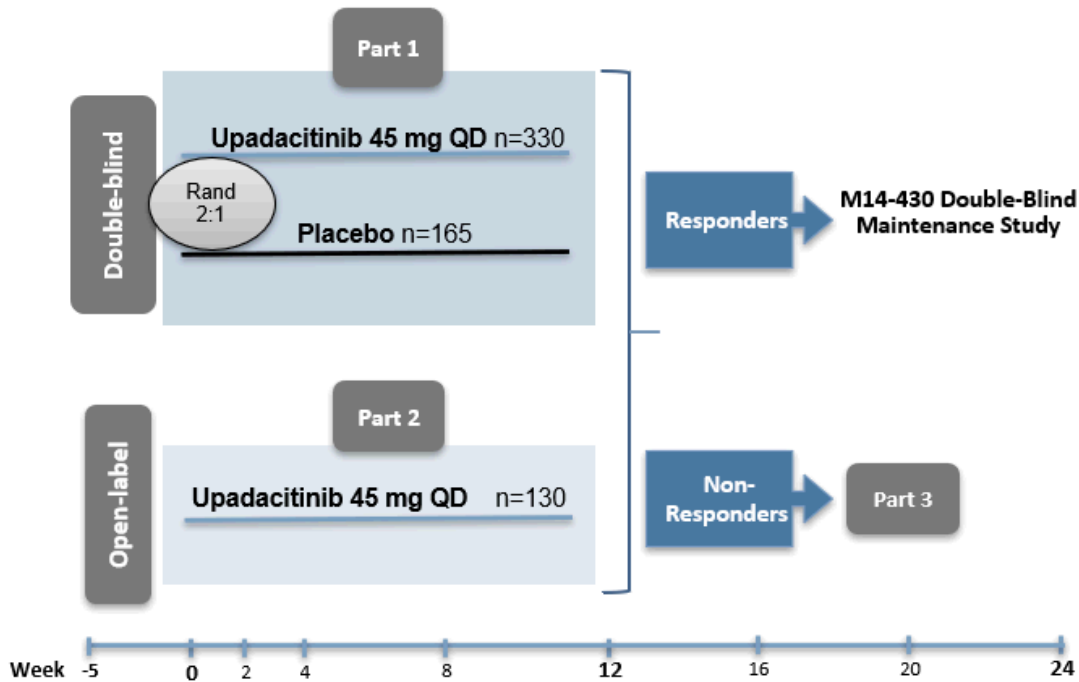 Part 1
Double-blind
Upadacitinib 45 mg QD n=330
Rand
2:1
Placebo n=165
Responders
M14-430 Double-Blind
Maintenance Study
Part 2
Open-label
Upadacitinib 45 mg QD n=130
Non-
Responders
Part 3
Week -5 0 2 4 8 12 16 20 24